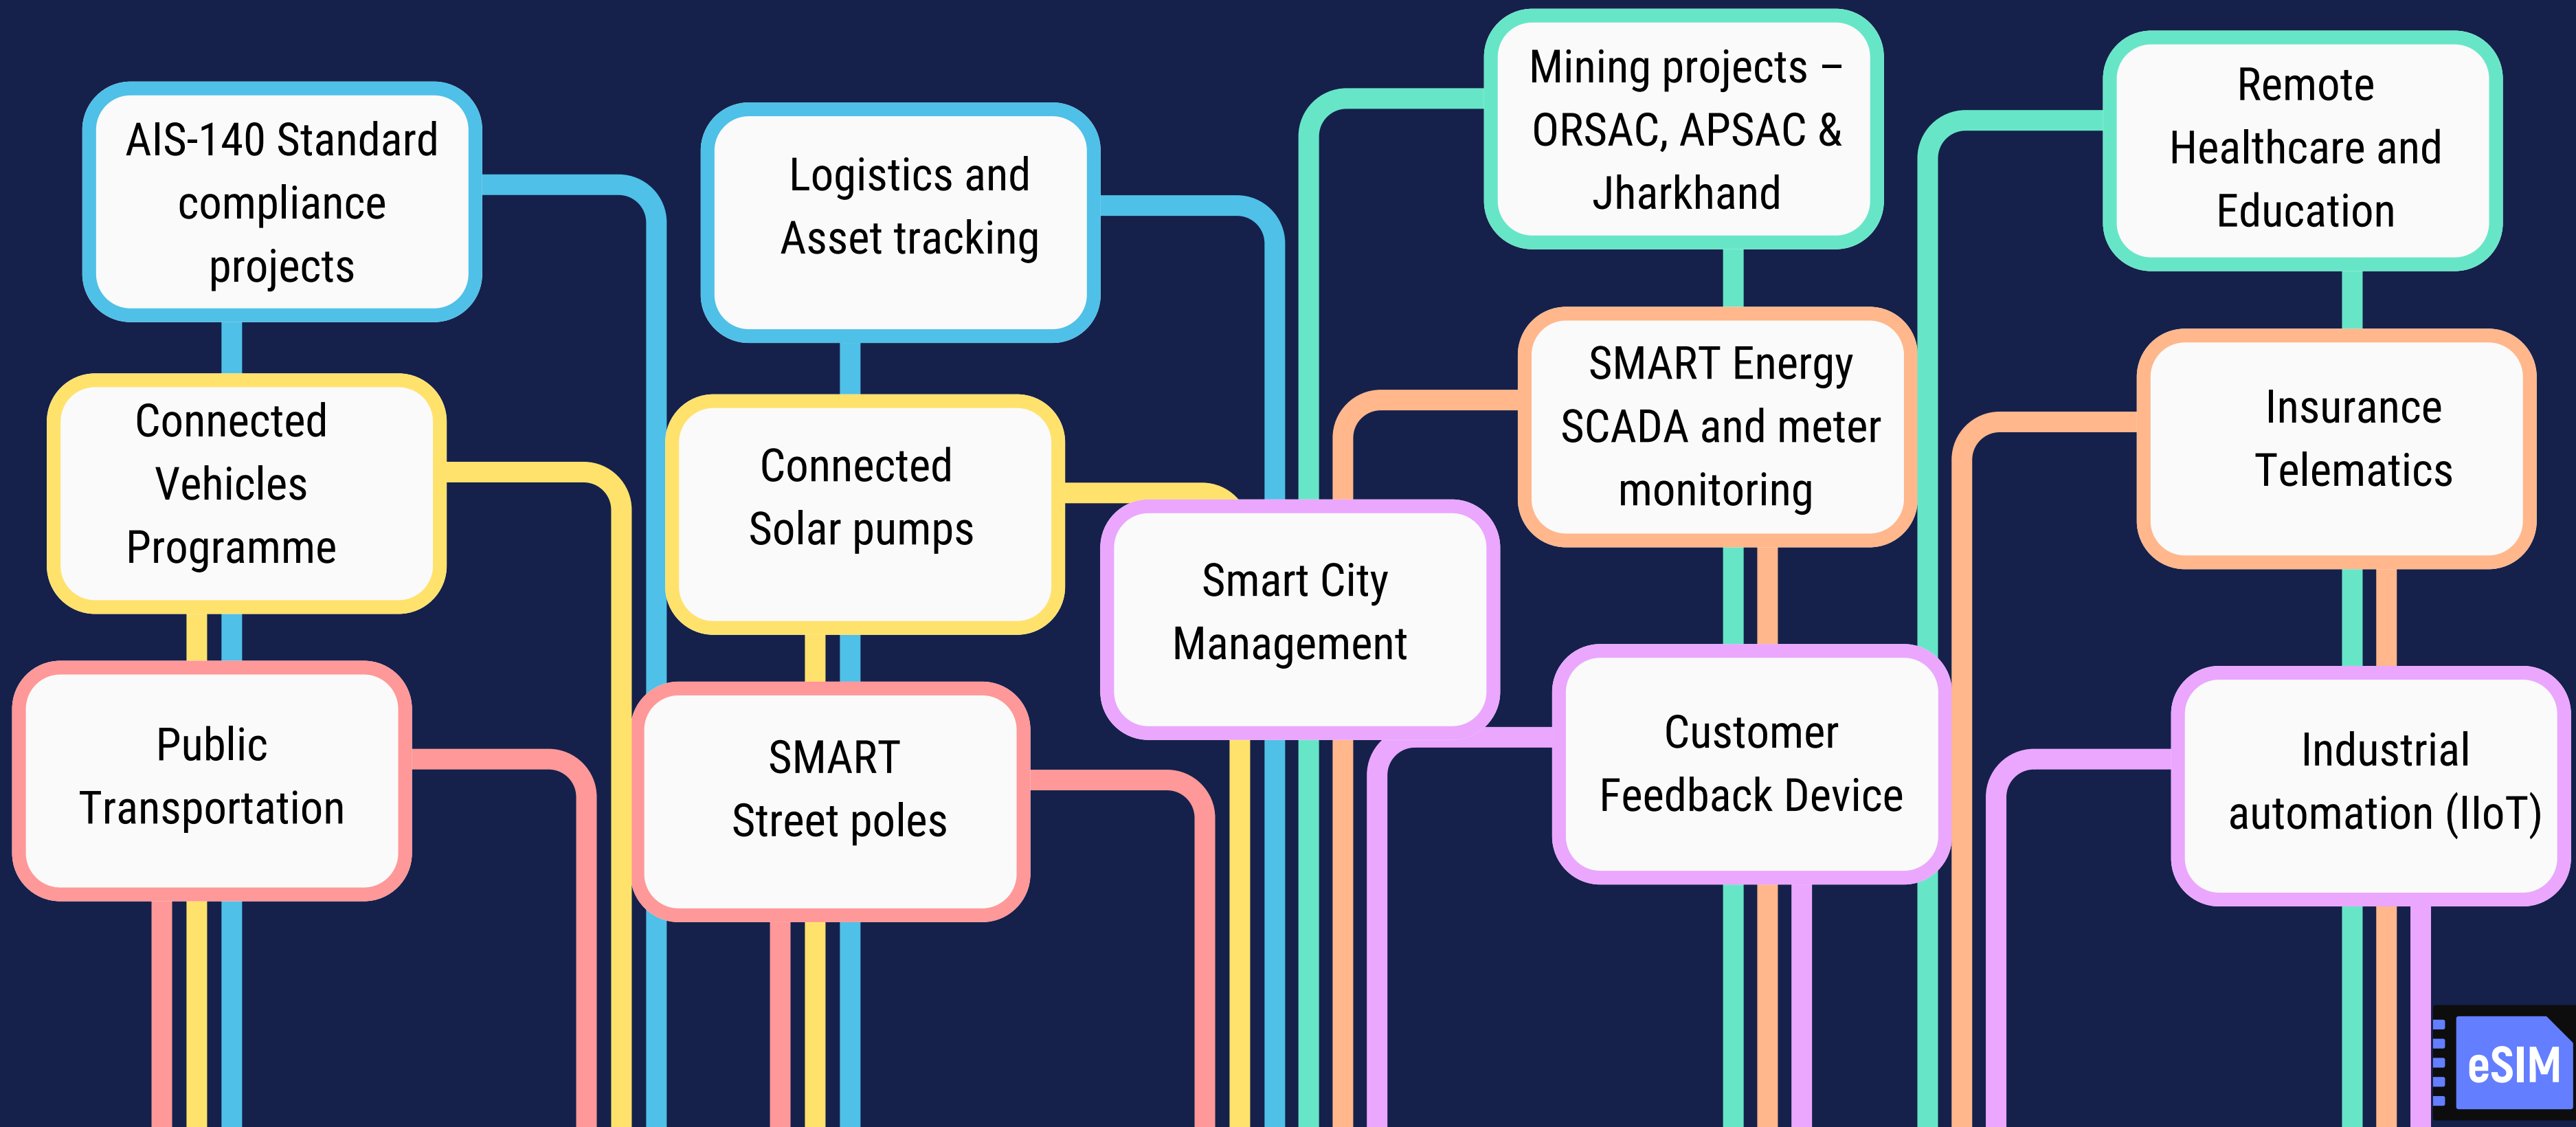 AIS-140 Standard
compliance
projects
Connected
Vehicles
Programme
Public
Transportation
Logistics and
Asset tracking
Connected
Solar pumps
SMART
Street poles
Smart City
Management
Mining projects –
ORSAC, APSAC &
Jharkhand
SMART Energy
SCADA and meter
monitoring
Customer
Feedback Device
Remote
Healthcare and
Education
Insurance
Telematics
Industrial
automation (IIoT)
eSIM